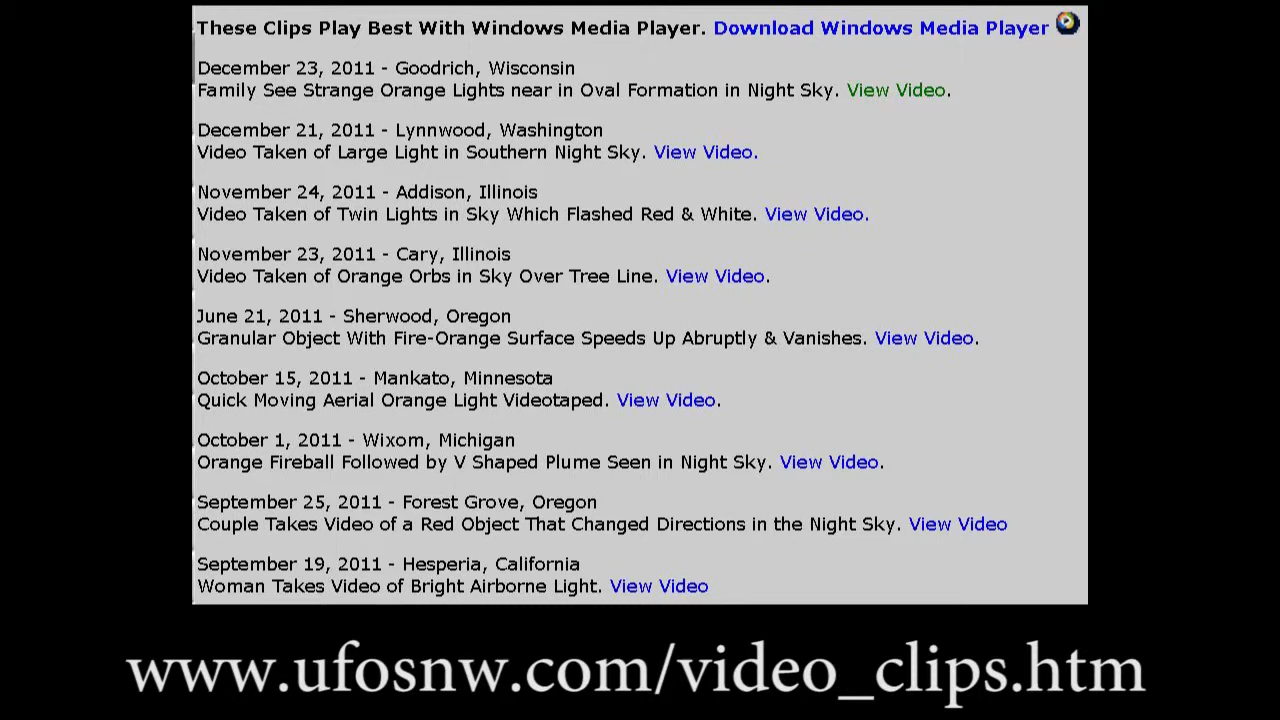 These Clips Play Best With Windows Media Player. Download Windows Media Player
December 23, 2011 - Goodrich, Wisconsin
Family See Strange Orange Lights near in Oval Formation in Night Sky. View Video.
December 21, 2011 - Lynnwood, Washington
Video Taken of Large Light in Southern Night Sky. View Video.
November 24, 2011 - Addison, Illinois
Video Taken of Twin Lights in Sky Which Flashed Red & White. View Video.
November 23, 2011 - Cary, Illinois
Video Taken of Orange Orbs in Sky Over Tree Line. View Video.
June 21, 2011 - Sherwood, Oregon
Granular Object With Fire-Orange Surface Speeds Up Abruptly & Vanishes. View Video.
October 15, 2011 - Mankato, Minnesota
Quick Moving Aerial Orange Light Videotaped. View Video.
October 1, 2011 - Wixom, Michigan
Orange Fireball Followed by V Shaped Plume Seen in Night Sky. View Video.
September 25, 2011 - Forest Grove, Oregon
Couple Takes Video of a Red Object That Changed Directions in the Night Sky. View Video
September 19, 2011 - Hesperia, California
Woman Takes Video of Bright Airborne Light. View Video
www.ufosnw.com/video_clips.htm